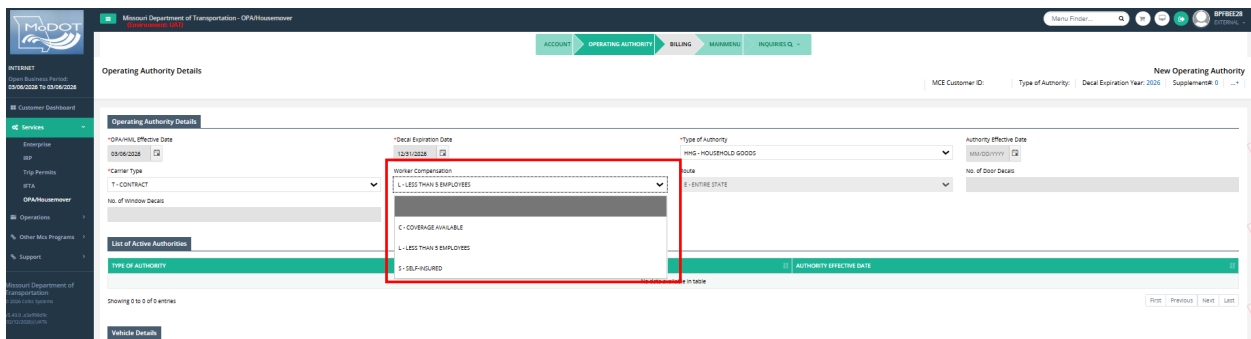 MoDOT
Missouri Department of Transportation - OPA/Housemover
(Environment: UAT)
Menu Finder...
BPFBEE28
EXTERNAL
ACCOUNT
OPERATING AUTHORITY
BILLING
MAINMENU
INQUIRIES
INTERNET
Open Business Period:
03/06/2026 To 03/06/2026
Customer Dashboard
Services
Enterprise
IRP
Trip Permits
IFTA
OPA/Housemover
Operations
Other Mcs Programs
Support
Missouri Department of
Transportation
Operating Authority Details
New Operating Authority
MCE Customer ID: Type of Authority: Decal Expiration Year: 2026 Supplement#: 0 ...+
Operating Authority Details
*OPA/HML Effective Date
03/06/2026
*Decal Expiration Date
12/31/2026
*Type of Authority
HHG - HOUSEHOLD GOODS
Authority Effective Date
MM/DD/YYYY
*Carrier Type
T - CONTRACT
Worker Compensation
L - LESS THAN 5 EMPLOYEES
C - COVERAGE AVAILABLE
L - LESS THAN 5 EMPLOYEES
S - SELF-INSURED
Route
E - ENTIRE STATE
No. of Door Decals
No. of Window Decals
List of Active Authorities
TYPE OF AUTHORITY
AUTHORITY EFFECTIVE DATE
No data available in table
Showing 0 to 0 of 0 entries
First Previous Next Last
Vehicle Details